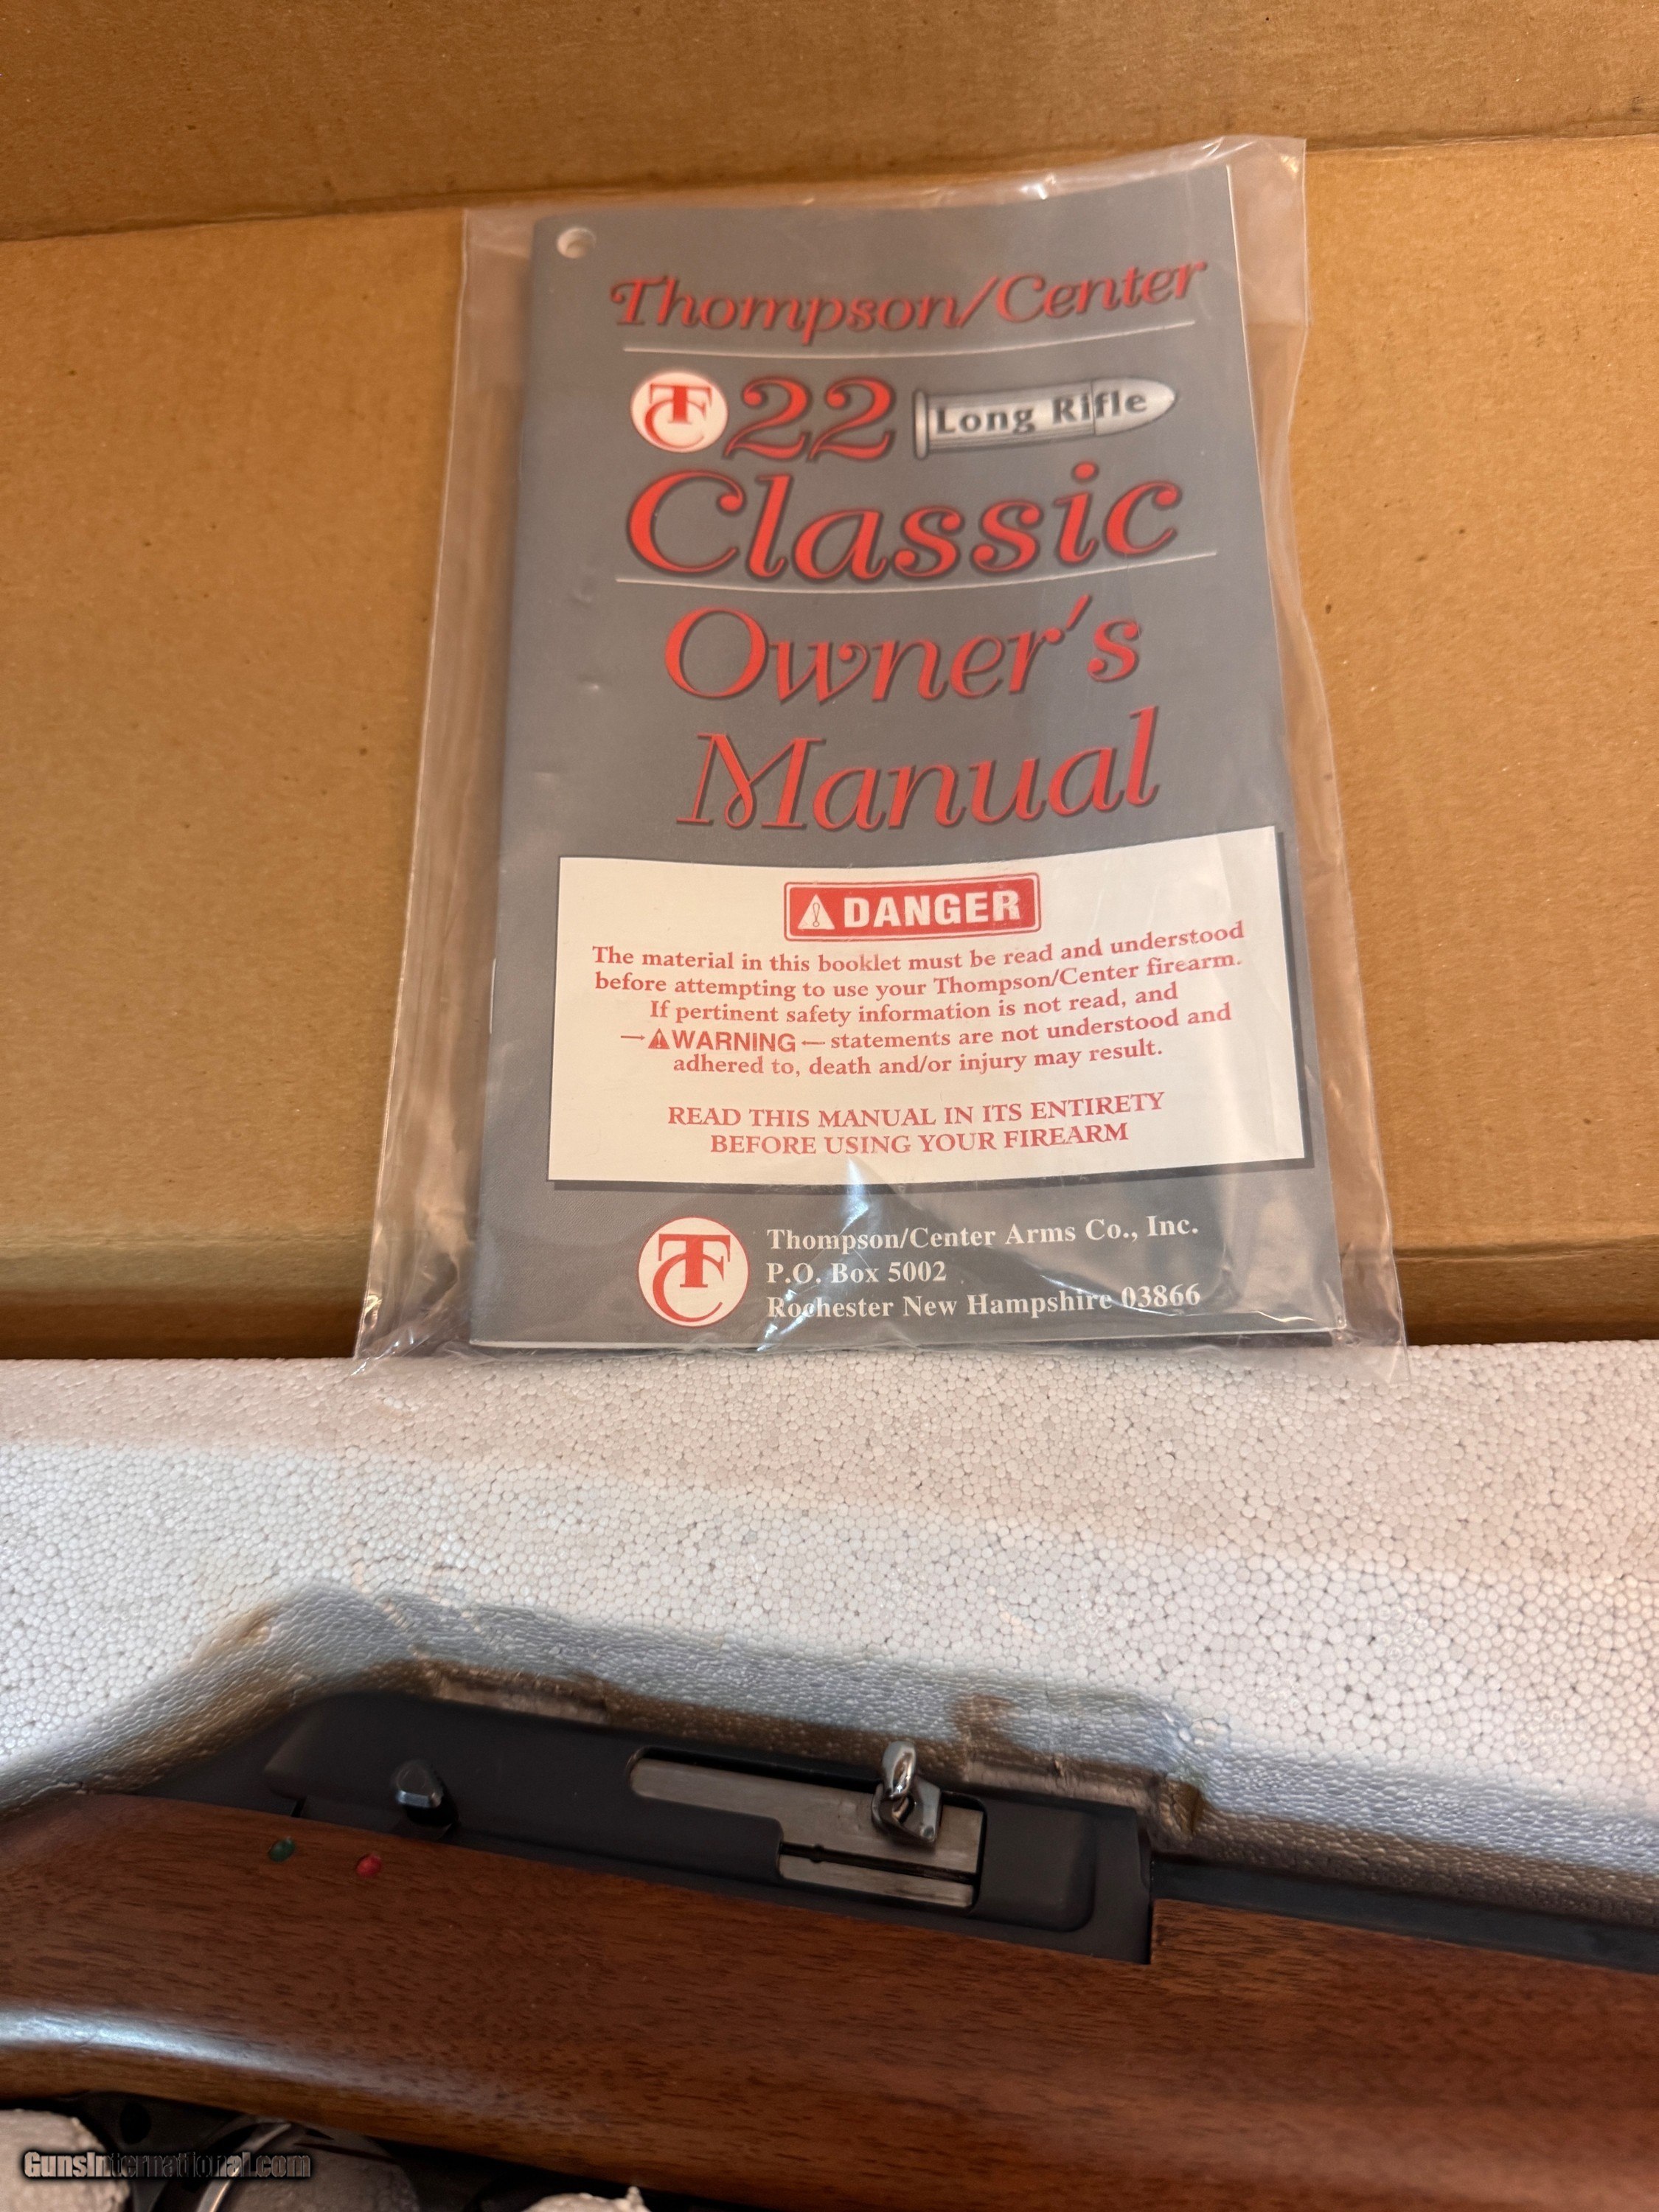 Thompson/Center
TC 22 Long Rifle
Classic
Owner's
Manual
DANGER
The material in this booklet must be read and understood
before attempting to use your Thompson/Center firearm.
If pertinent safety information is not read, and
WARNING — statements are not understood and
adhered to, death and/or injury may result.
READ THIS MANUAL IN ITS ENTIRETY
BEFORE USING YOUR FIREARM
TC
Thompson/Center Arms Co., Inc.
P.O. Box 5002
Rochester New Hampshire 03866
GunsInternational.com